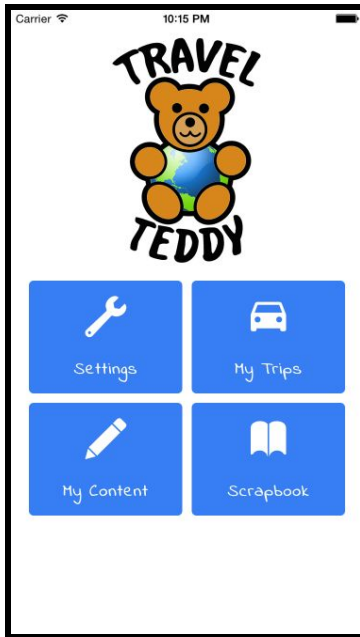 Carrier 10:15 PM
TRAVEL
TEDDY
Settings My Trips
My Content Scrapbook